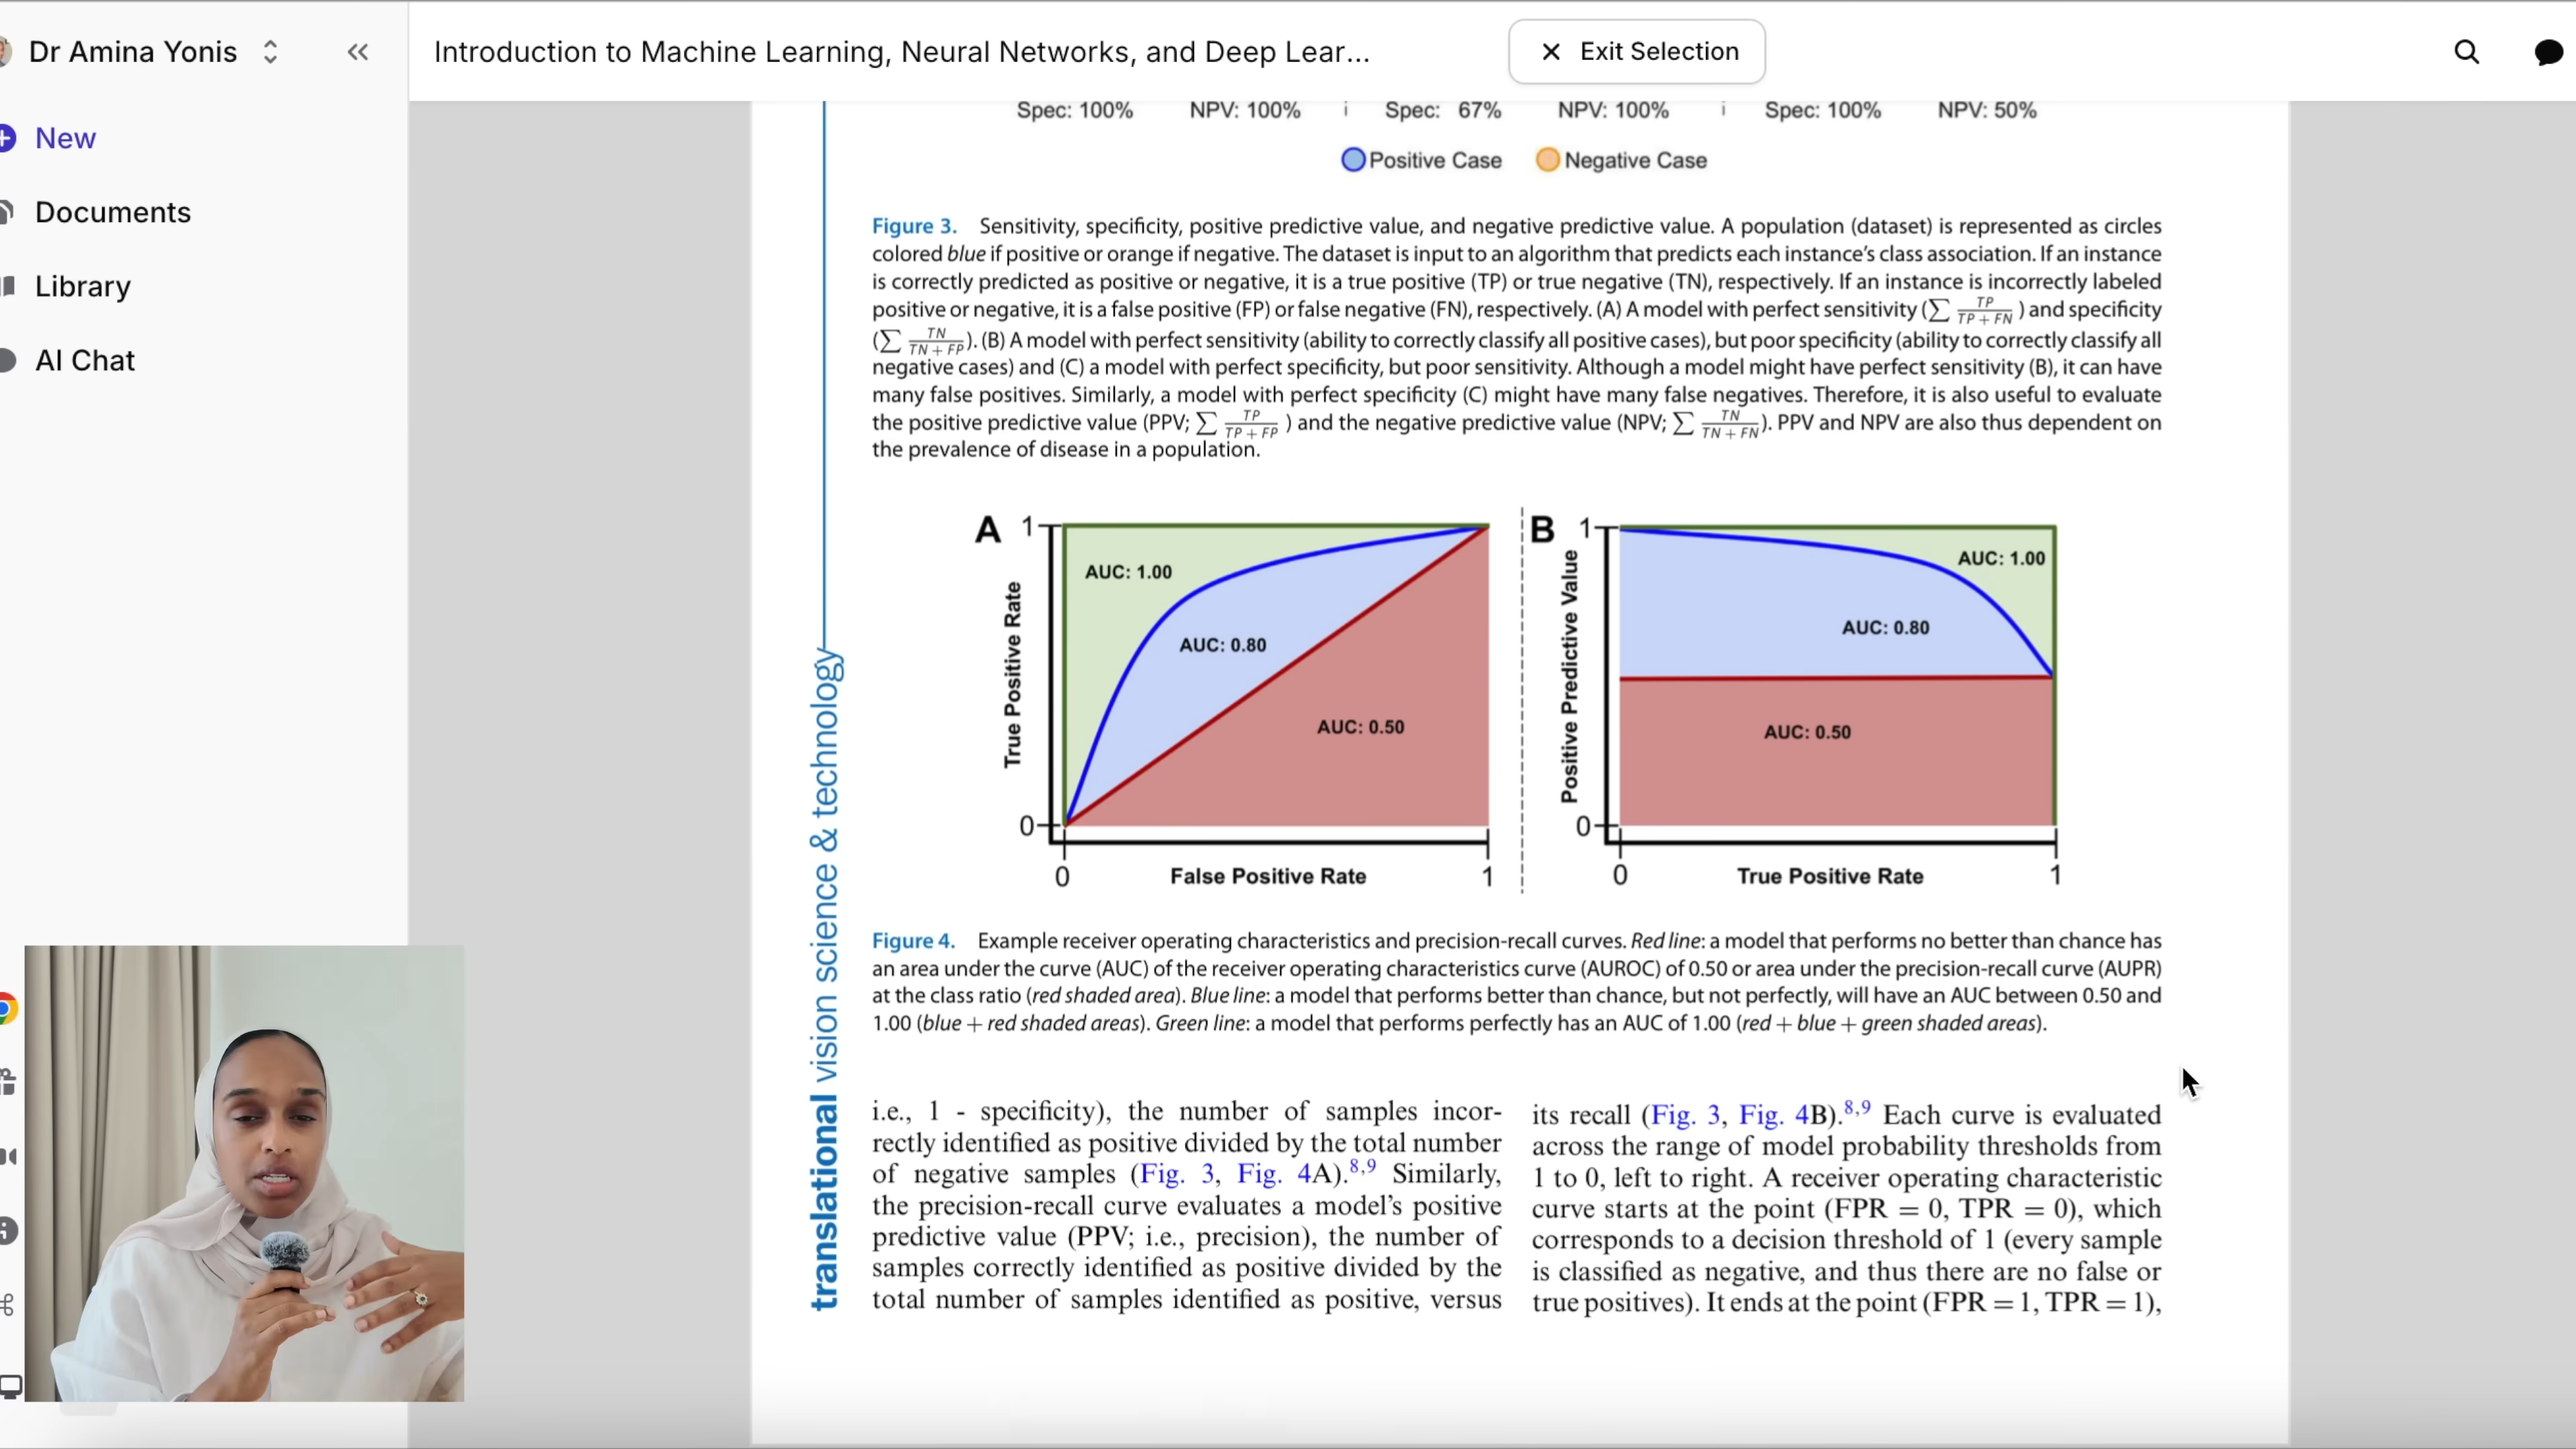 Dr Amina Yonis
New
Documents
Library
AI Chat
Introduction to Machine Learning, Neural Networks, and Deep Lear...
Exit Selection
Spec: 100% NPV: 100% Spec: 67% NPV: 100% Spec: 100% NPV: 50%
Positive Case Negative Case
Figure 3. Sensitivity, specificity, positive predictive value, and negative predictive value. A population (dataset) is represented as circles
colored blue if positive or orange if negative. The dataset is input to an algorithm that predicts each instance's class association. If an instance
is correctly predicted as positive or negative, it is a true positive (TP) or true negative (TN), respectively. If an instance is incorrectly labeled
positive or negative, it is a false positive (FP) or false negative (FN), respectively. (A) A model with perfect sensitivity (∑ TP/TP + FN) and specificity
(∑ TN/TN + FP). (B) A model with perfect sensitivity (ability to correctly classify all positive cases), but poor specificity (ability to correctly classify all
negative cases) and (C) a model with perfect specificity, but poor sensitivity. Although a model might have perfect sensitivity (B), it can have
many false positives. Similarly, a model with perfect specificity (C) might have many false negatives. Therefore, it is also useful to evaluate
the positive predictive value (PPV; ∑ TP/TP + FP) and the negative predictive value (NPV; ∑ TN/TN + FN). PPV and NPV are also thus dependent on
the prevalence of disease in a population.
A
1
True Positive Rate
AUC: 1.00
AUC: 0.80
AUC: 0.50
0
0 False Positive Rate 1
B
1
Positive Predictive Value
AUC: 1.00
AUC: 0.80
AUC: 0.50
0
0 True Positive Rate 1
Figure 4. Example receiver operating characteristics and precision-recall curves. Red line: a model that performs no better than chance has
an area under the curve (AUC) of the receiver operating characteristics curve (AUROC) of 0.50 or area under the precision-recall curve (AUPR)
at the class ratio (red shaded area). Blue line: a model that performs better than chance, but not perfectly, will have an AUC between 0.50 and
1.00 (blue + red shaded areas). Green line: a model that performs perfectly has an AUC of 1.00 (red + blue + green shaded areas).
translational vision science & technology
i.e., 1 - specificity), the number of samples incor-
rectly identified as positive divided by the total number
of negative samples (Fig. 3, Fig. 4A).8,9 Similarly,
the precision-recall curve evaluates a model's positive
predictive value (PPV; i.e., precision), the number of
samples correctly identified as positive divided by the
total number of samples identified as positive, versus
its recall (Fig. 3, Fig. 4B).8,9 Each curve is evaluated
across the range of model probability thresholds from
1 to 0, left to right. A receiver operating characteristic
curve starts at the point (FPR = 0, TPR = 0), which
corresponds to a decision threshold of 1 (every sample
is classified as negative, and thus there are no false or
true positives). It ends at the point (FPR = 1, TPR = 1),